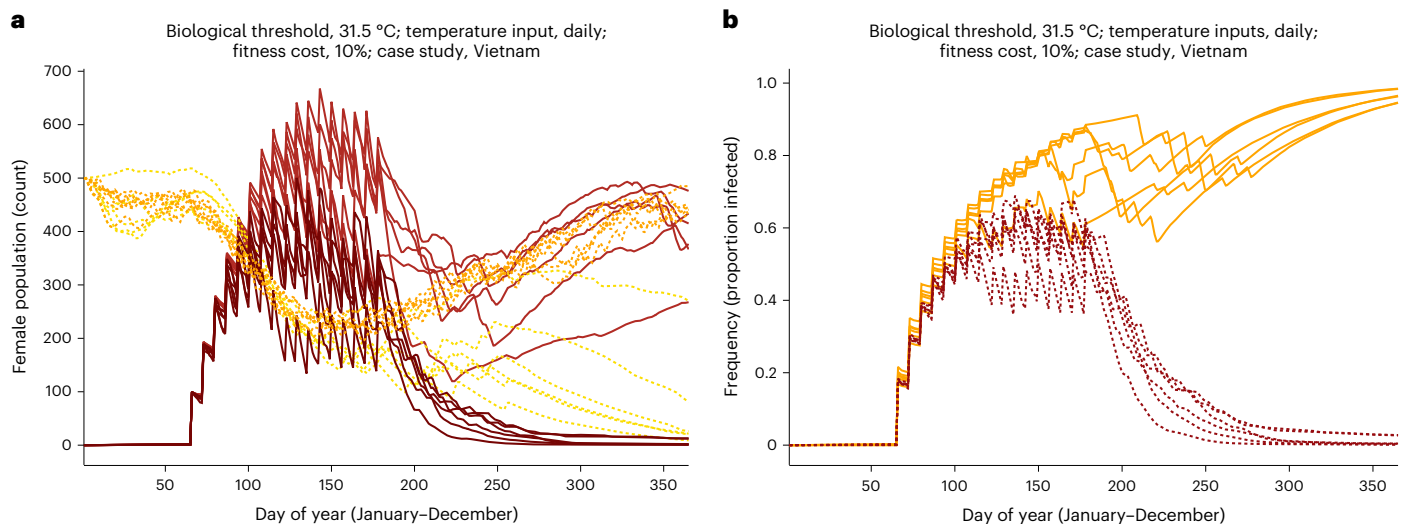 a
Biological threshold, 31.5 °C; temperature input, daily;
fitness cost, 10%; case study, Vietnam
Female population (count)
700
600
500
400
300
200
100
0
50
100
150
200
250
300
350
Day of year (January–December)
b
Biological threshold, 31.5 °C; temperature inputs, daily;
fitness cost, 10%; case study, Vietnam
Frequency (proportion infected)
1.0
0.8
0.6
0.4
0.2
0
50
100
150
200
250
300
350
Day of year (January–December)